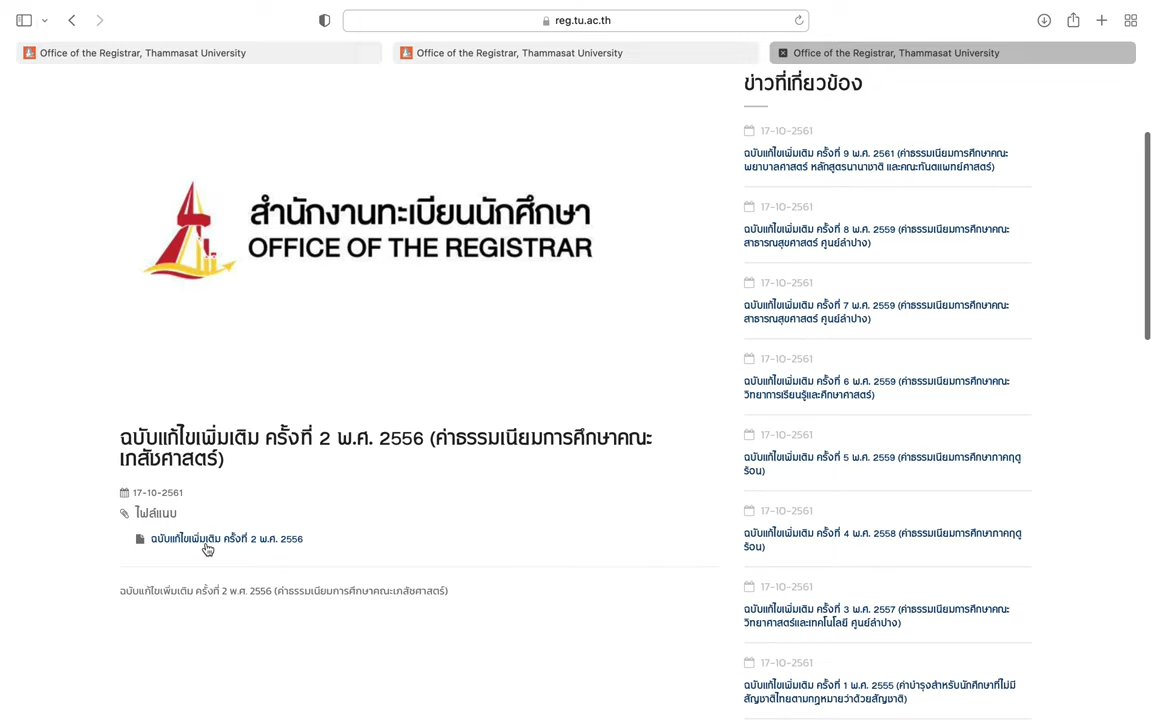 reg.tu.ac.th
Office of the Registrar, Thammasat University
Office of the Registrar, Thammasat University
Office of the Registrar, Thammasat University
สำนักงานทะเบียนนักศึกษา
OFFICE OF THE REGISTRAR
ฉบับแก้ไขเพิ่มเติม ครั้งที่ 2 พ.ศ. 2556 (ค่าธรรมเนียมการศึกษาคณะ
เภสัชศาสตร์)
17-10-2561
ไฟล์แนบ
ฉบับแก้ไขเพิ่มเติม ครั้งที่ 2 พ.ศ. 2556
ฉบับแก้ไขเพิ่มเติม ครั้งที่ 2 พ.ศ. 2556 (ค่าธรรมเนียมการศึกษาคณะเภสัชศาสตร์)
ข่าวที่เกี่ยวข้อง
17-10-2561
ฉบับแก้ไขเพิ่มเติม ครั้งที่ 9 พ.ศ. 2561 (ค่าธรรมเนียมการศึกษาคณะ
พยาบาลศาสตร์ หลักสูตรนานาชาติ และคณะทันตแพทย์ศาสตร์)
17-10-2561
ฉบับแก้ไขเพิ่มเติม ครั้งที่ 8 พ.ศ. 2559 (ค่าธรรมเนียมการศึกษาคณะ
สาธารณสุขศาสตร์ ศูนย์ลำปาง)
17-10-2561
ฉบับแก้ไขเพิ่มเติม ครั้งที่ 7 พ.ศ. 2559 (ค่าธรรมเนียมการศึกษาคณะ
สาธารณสุขศาสตร์ ศูนย์ลำปาง)
17-10-2561
ฉบับแก้ไขเพิ่มเติม ครั้งที่ 6 พ.ศ. 2559 (ค่าธรรมเนียมการศึกษาคณะ
วิทยาการเรียนรู้และศึกษาศาสตร์)
17-10-2561
ฉบับแก้ไขเพิ่มเติม ครั้งที่ 5 พ.ศ. 2559 (ค่าธรรมเนียมการศึกษาภาคฤดู
ร้อน)
17-10-2561
ฉบับแก้ไขเพิ่มเติม ครั้งที่ 4 พ.ศ. 2558 (ค่าธรรมเนียมการศึกษาภาคฤดู
ร้อน)
17-10-2561
ฉบับแก้ไขเพิ่มเติม ครั้งที่ 3 พ.ศ. 2557 (ค่าธรรมเนียมการศึกษาคณะ
วิทยาศาสตร์และเทคโนโลยี ศูนย์ลำปาง)
17-10-2561
ฉบับแก้ไขเพิ่มเติม ครั้งที่ 1 พ.ศ. 2555 (ค่าบำรุงสำหรับนักศึกษาที่ไม่มี
สัญชาติไทยตามกฎหมายว่าด้วยสัญชาติ)